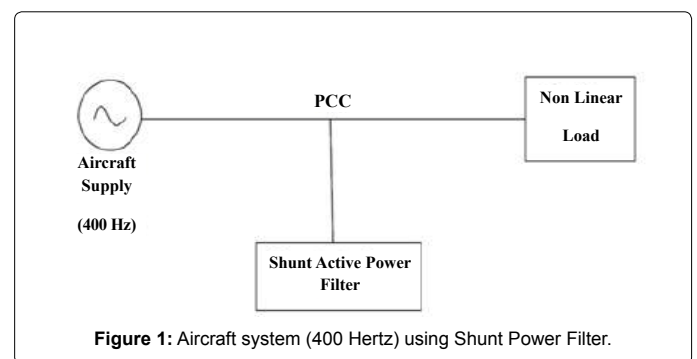 PCC
Non Linear
Load
Aircraft
Supply
(400 Hz)
Shunt Active Power
Filter
Figure 1: Aircraft system (400 Hertz) using Shunt Power Filter.